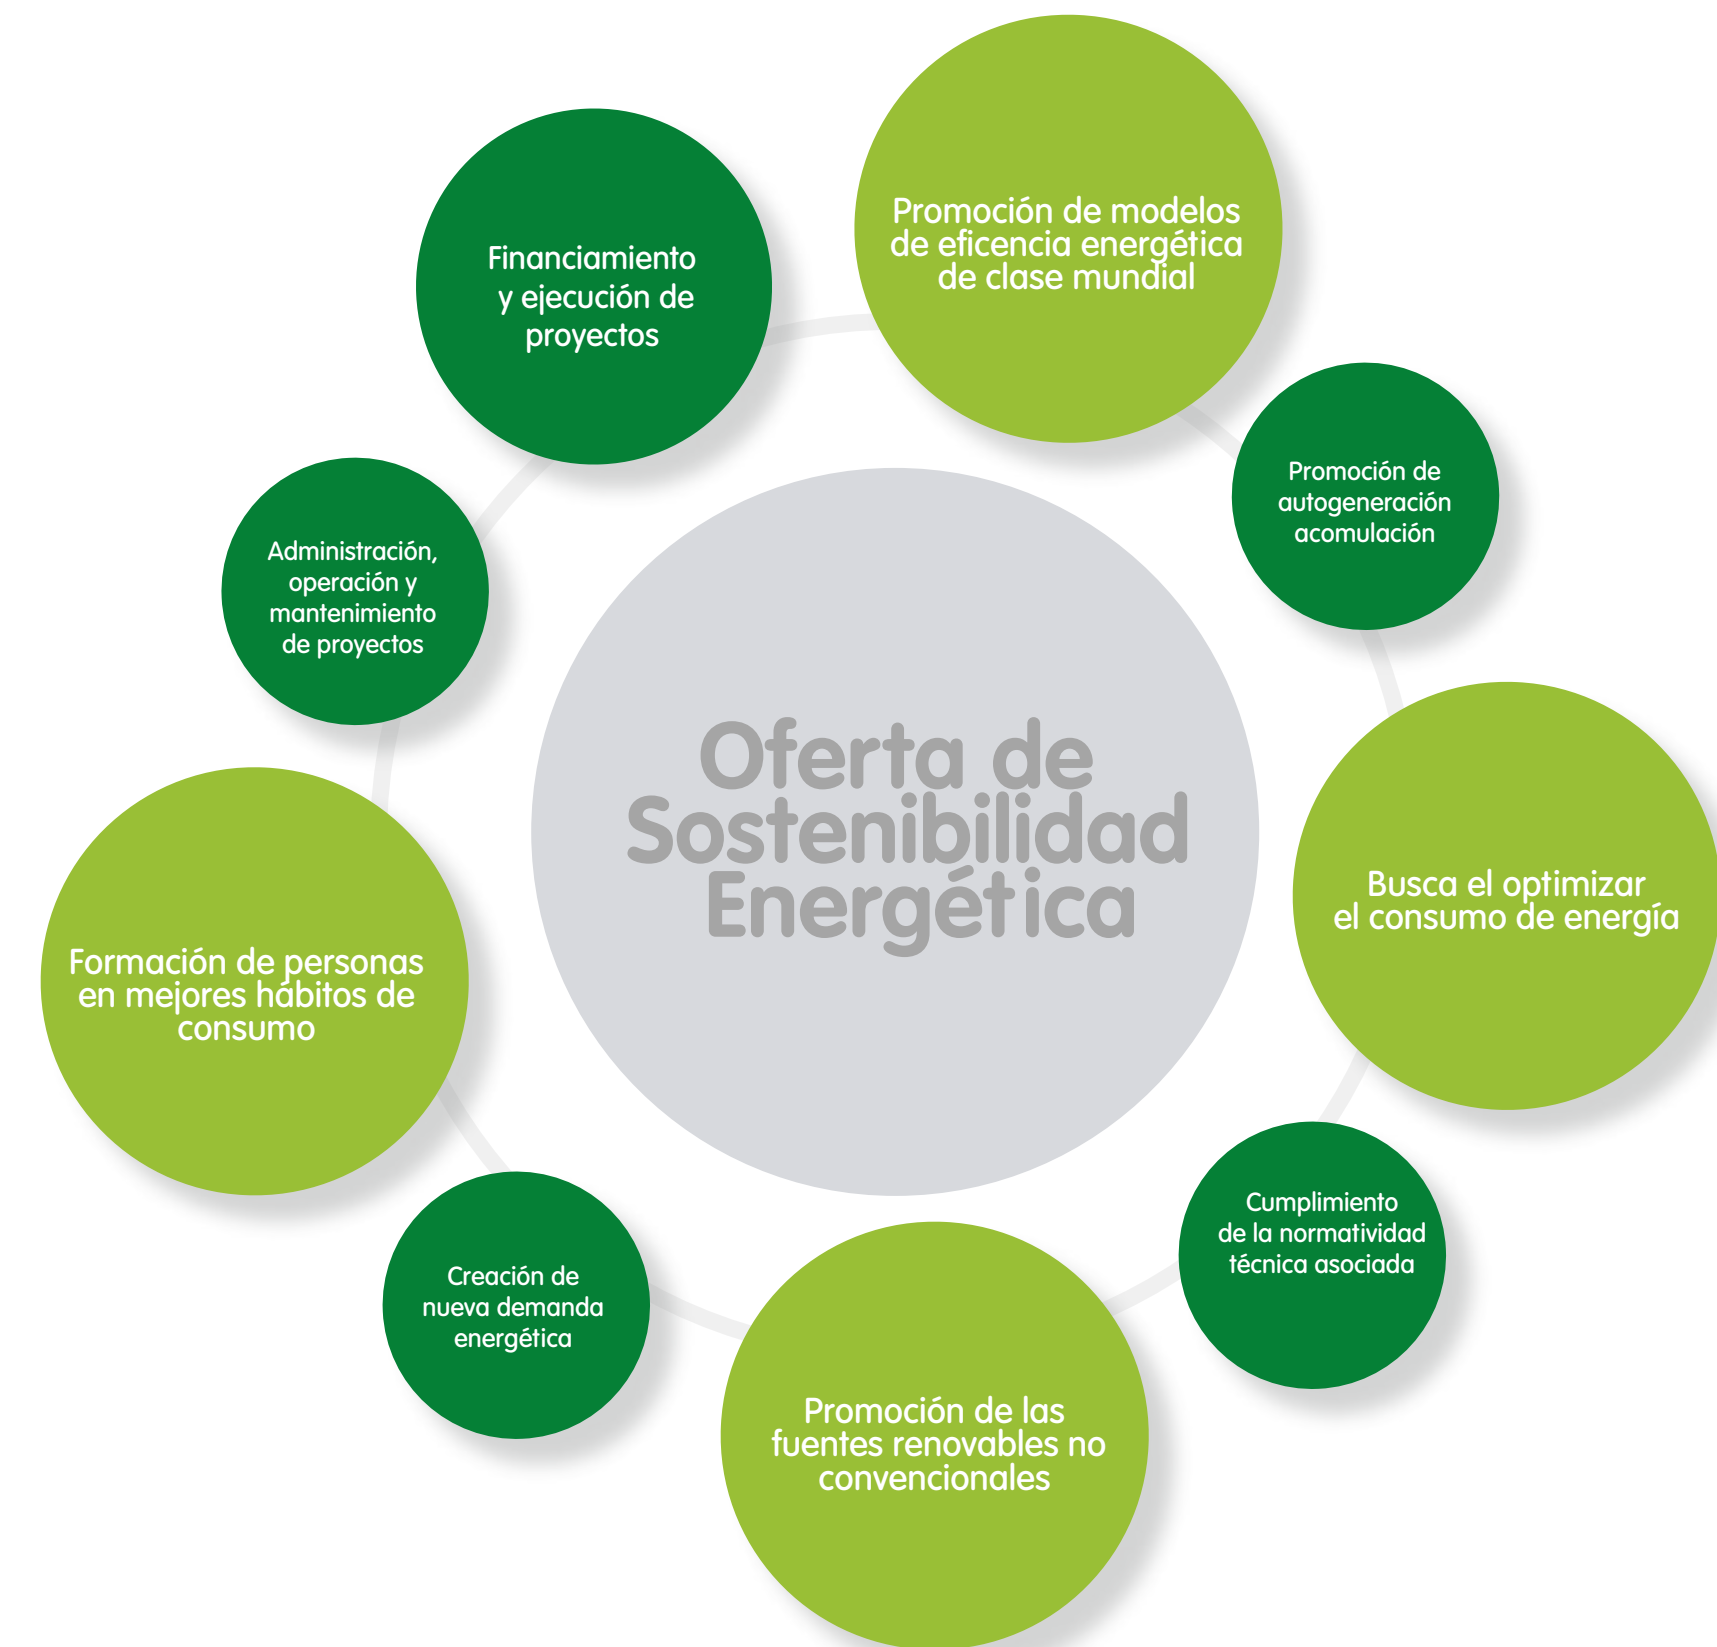 Promoción de modelos
de eficencia energética
de clase mundial
Financiamiento
y ejecución de
proyectos
Promoción de
autogeneración
acomulación
Administración,
operación y
mantenimiento
de proyectos
Oferta de
Sostenibilidad
Energética
Busca el optimizar
el consumo de energía
Formación de personas
en mejores hábitos de
consumo
Cumplimiento
de la normatividad
técnica asociada
Creación de
nueva demanda
energética
Promoción de las
fuentes renovables no
convencionales